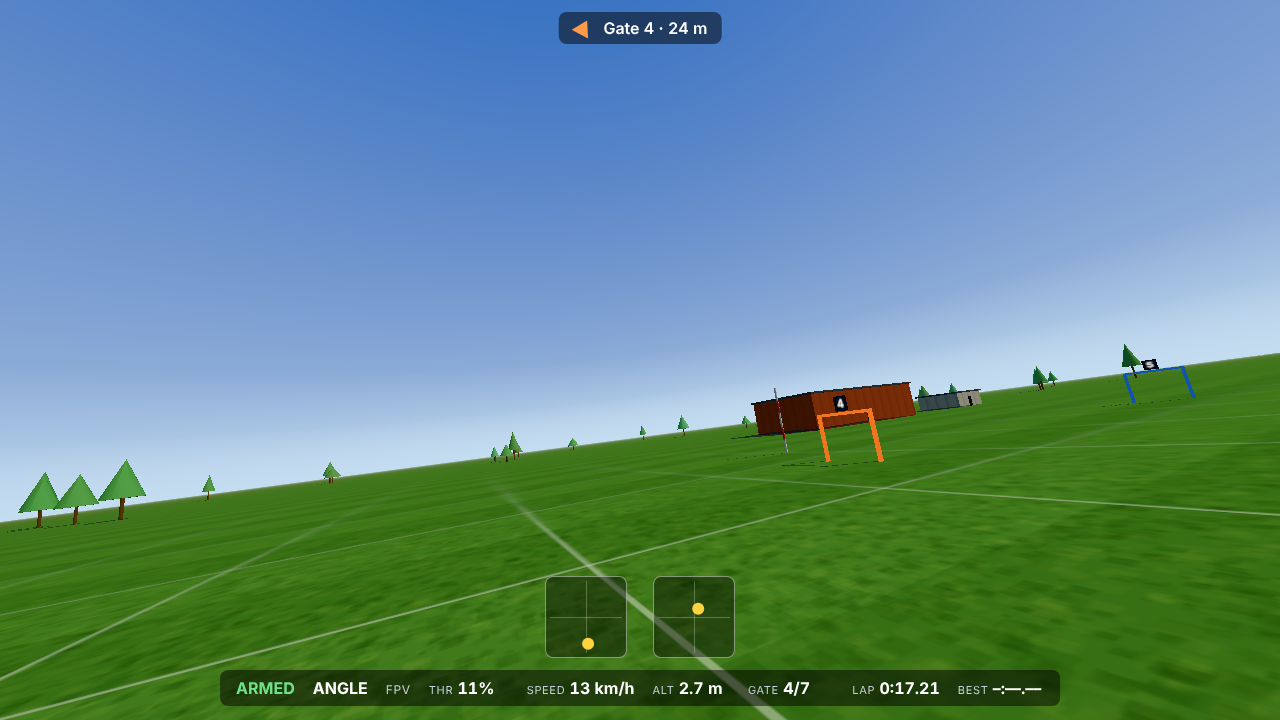 Gate 4 · 24 m
4
ARMED ANGLE FPV THR 11% SPEED 13 km/h ALT 2.7 m GATE 4/7 LAP 0:17.21 BEST –:––.––